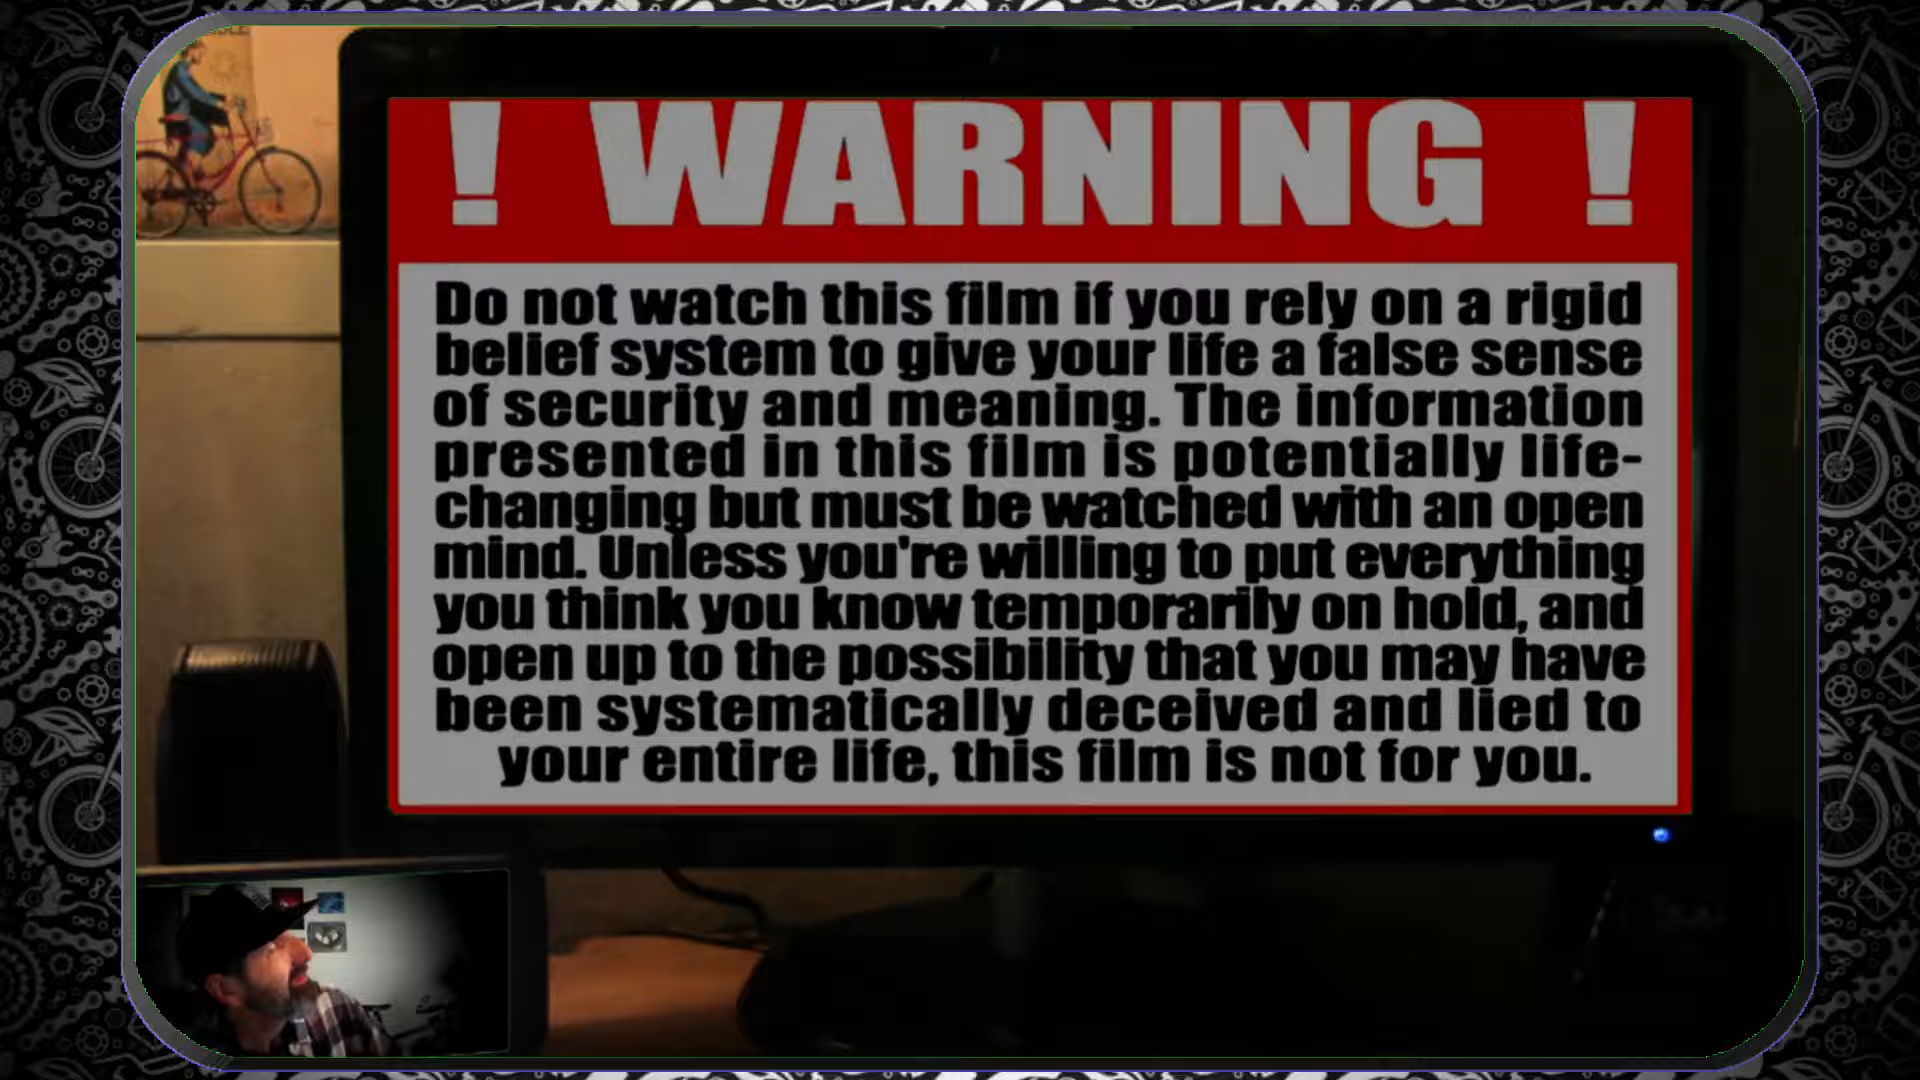 ! WARNING !
Do not watch this film if you rely on a rigid
belief system to give your life a false sense
of security and meaning. The information
presented in this film is potentially life-
changing but must be watched with an open
mind. Unless you're willing to put everything
you think you know temporarily on hold, and
open up to the possibility that you may have
been systematically deceived and lied to
your entire life, this film is not for you.